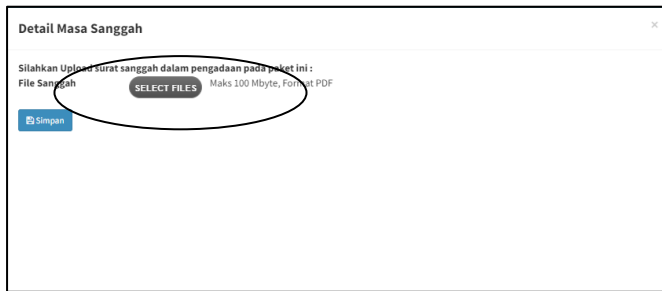 Detail Masa Sanggah
×
Silahkan Upload surat sanggah dalam pengadaan pada paket ini :
File Sanggah SELECT FILES Maks 100 Mbyte, Format PDF
Simpan